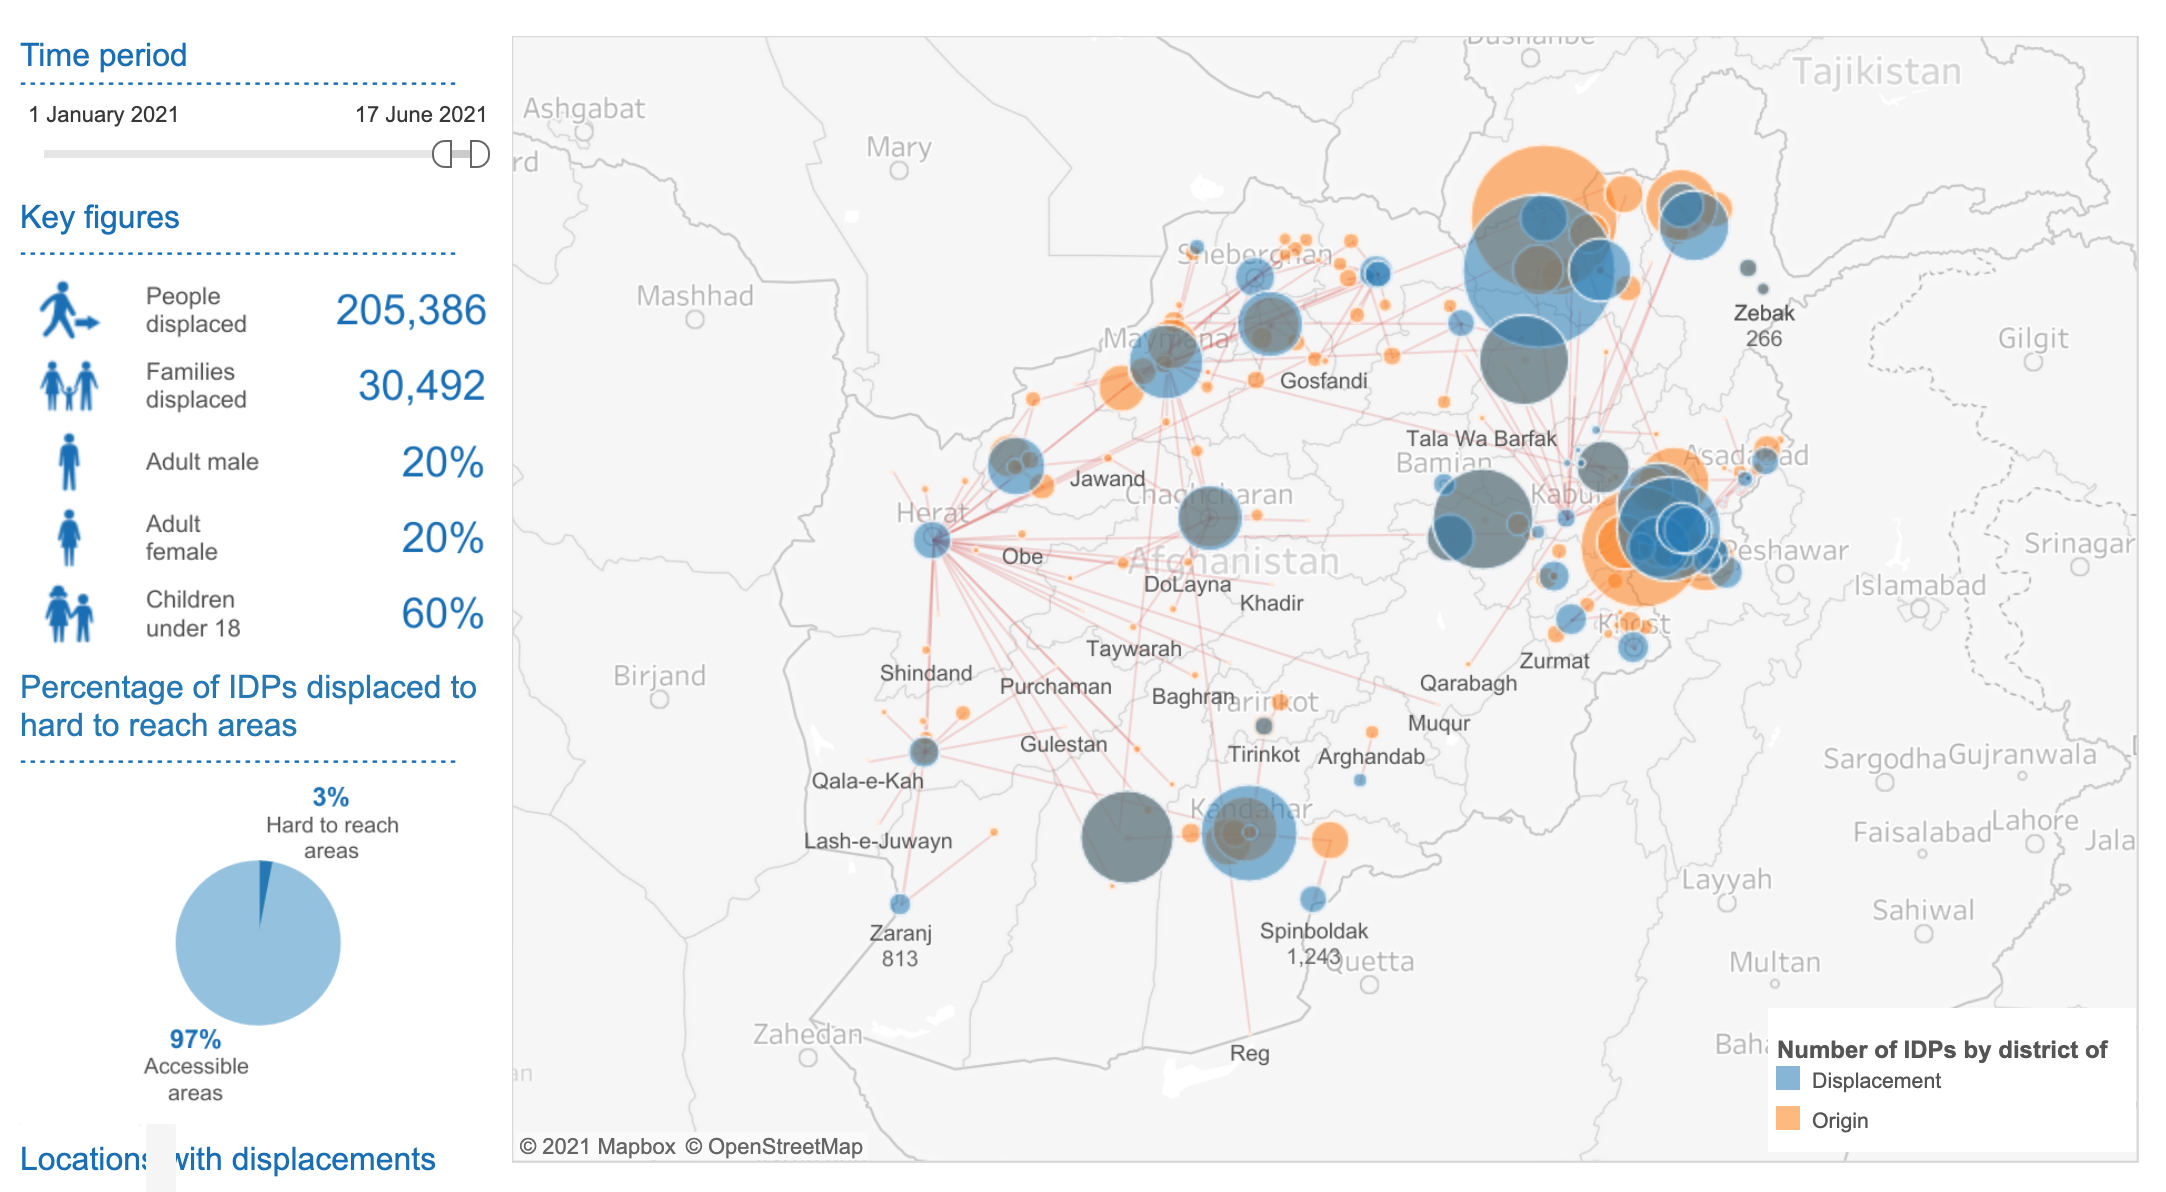 Time period
1 January 2021
17 June 2021
Key figures
People
displaced
205,386
Families
displaced
30,492
Adult male
20%
Adult
female
20%
Children
under 18
60%
Percentage of IDPs displaced to
hard to reach areas
3%
Hard to reach
areas
97%
Accessible
areas
Locations with displacements
Dushanbe
Tajikistan
Ashgabat
rd
Mary
Sheberghan
Mashhad
Zebak
266
Gilgit
Maymana
Gosfandi
Tala Wa Barfak
Bamian
Asadabad
Jawand
Chaghcharan
Kabul
Herat
Obe
Afghanistan
Peshawar
Srinagar
DoLayna
Islamabad
Khadir
Khost
Taywarah
Zurmat
Birjand
Shindand
Purchaman
Baghran
Tarinkot
Qarabagh
Muqur
Gulestan
Tirinkot
Arghandab
Sargodha
Gujranwala
Qala-e-Kah
Kandahar
Lahore
Lash-e-Juwayn
Faisalabad
Jala
Layyah
Zaranj
813
Spinboldak
1,243
Quetta
Sahiwal
Multan
Zahedan
Reg
Baha
an
Number of IDPs by district of
Displacement
Origin
© 2021 Mapbox © OpenStreetMap